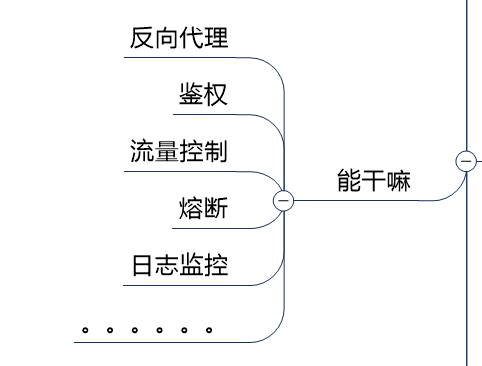 反向代理
鉴权
流量控制
熔断
日志监控
。。。。。。
能干嘛